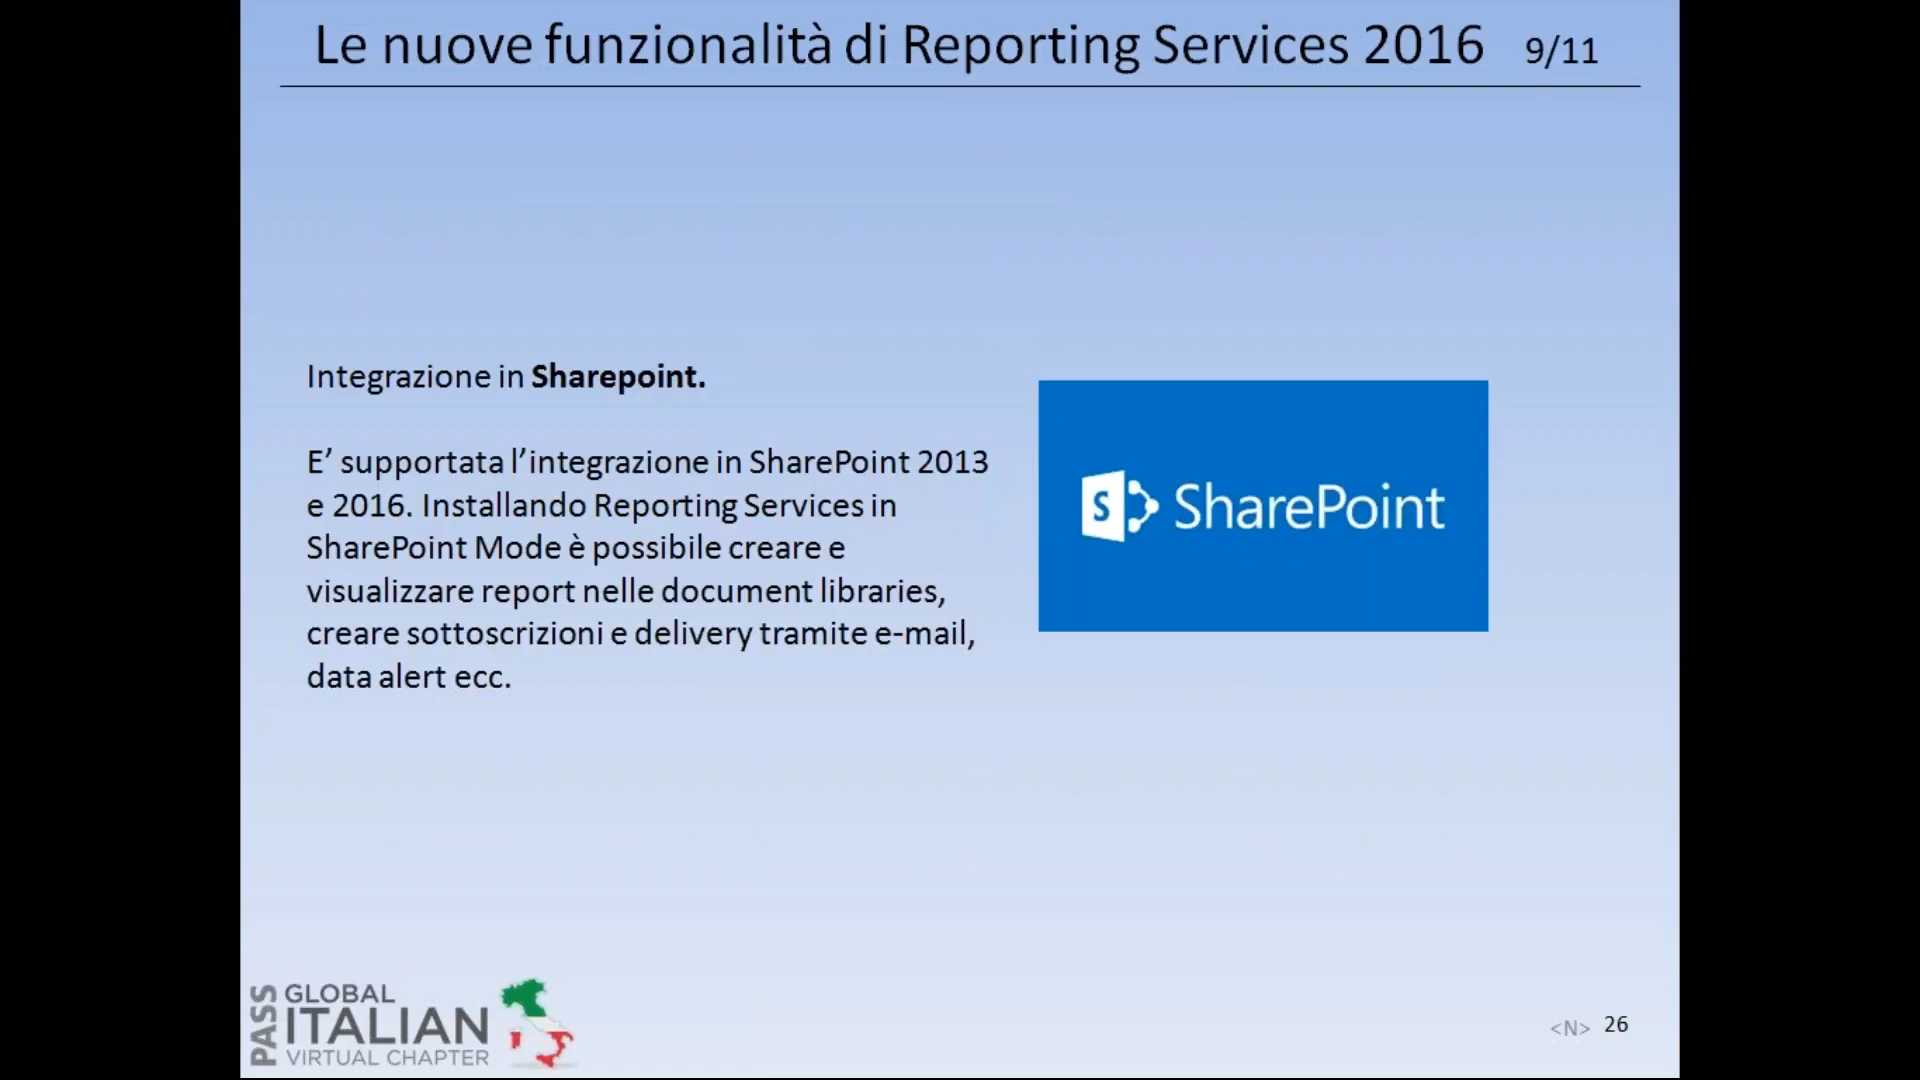 Le nuove funzionalità di Reporting Services 2016 9/11
Integrazione in Sharepoint.
E’ supportata l’integrazione in SharePoint 2013
e 2016. Installando Reporting Services in
SharePoint Mode è possibile creare e
visualizzare report nelle document libraries,
creare sottoscrizioni e delivery tramite e-mail,
data alert ecc.
S SharePoint
PASS
GLOBAL
ITALIAN
VIRTUAL CHAPTER
<N> 26